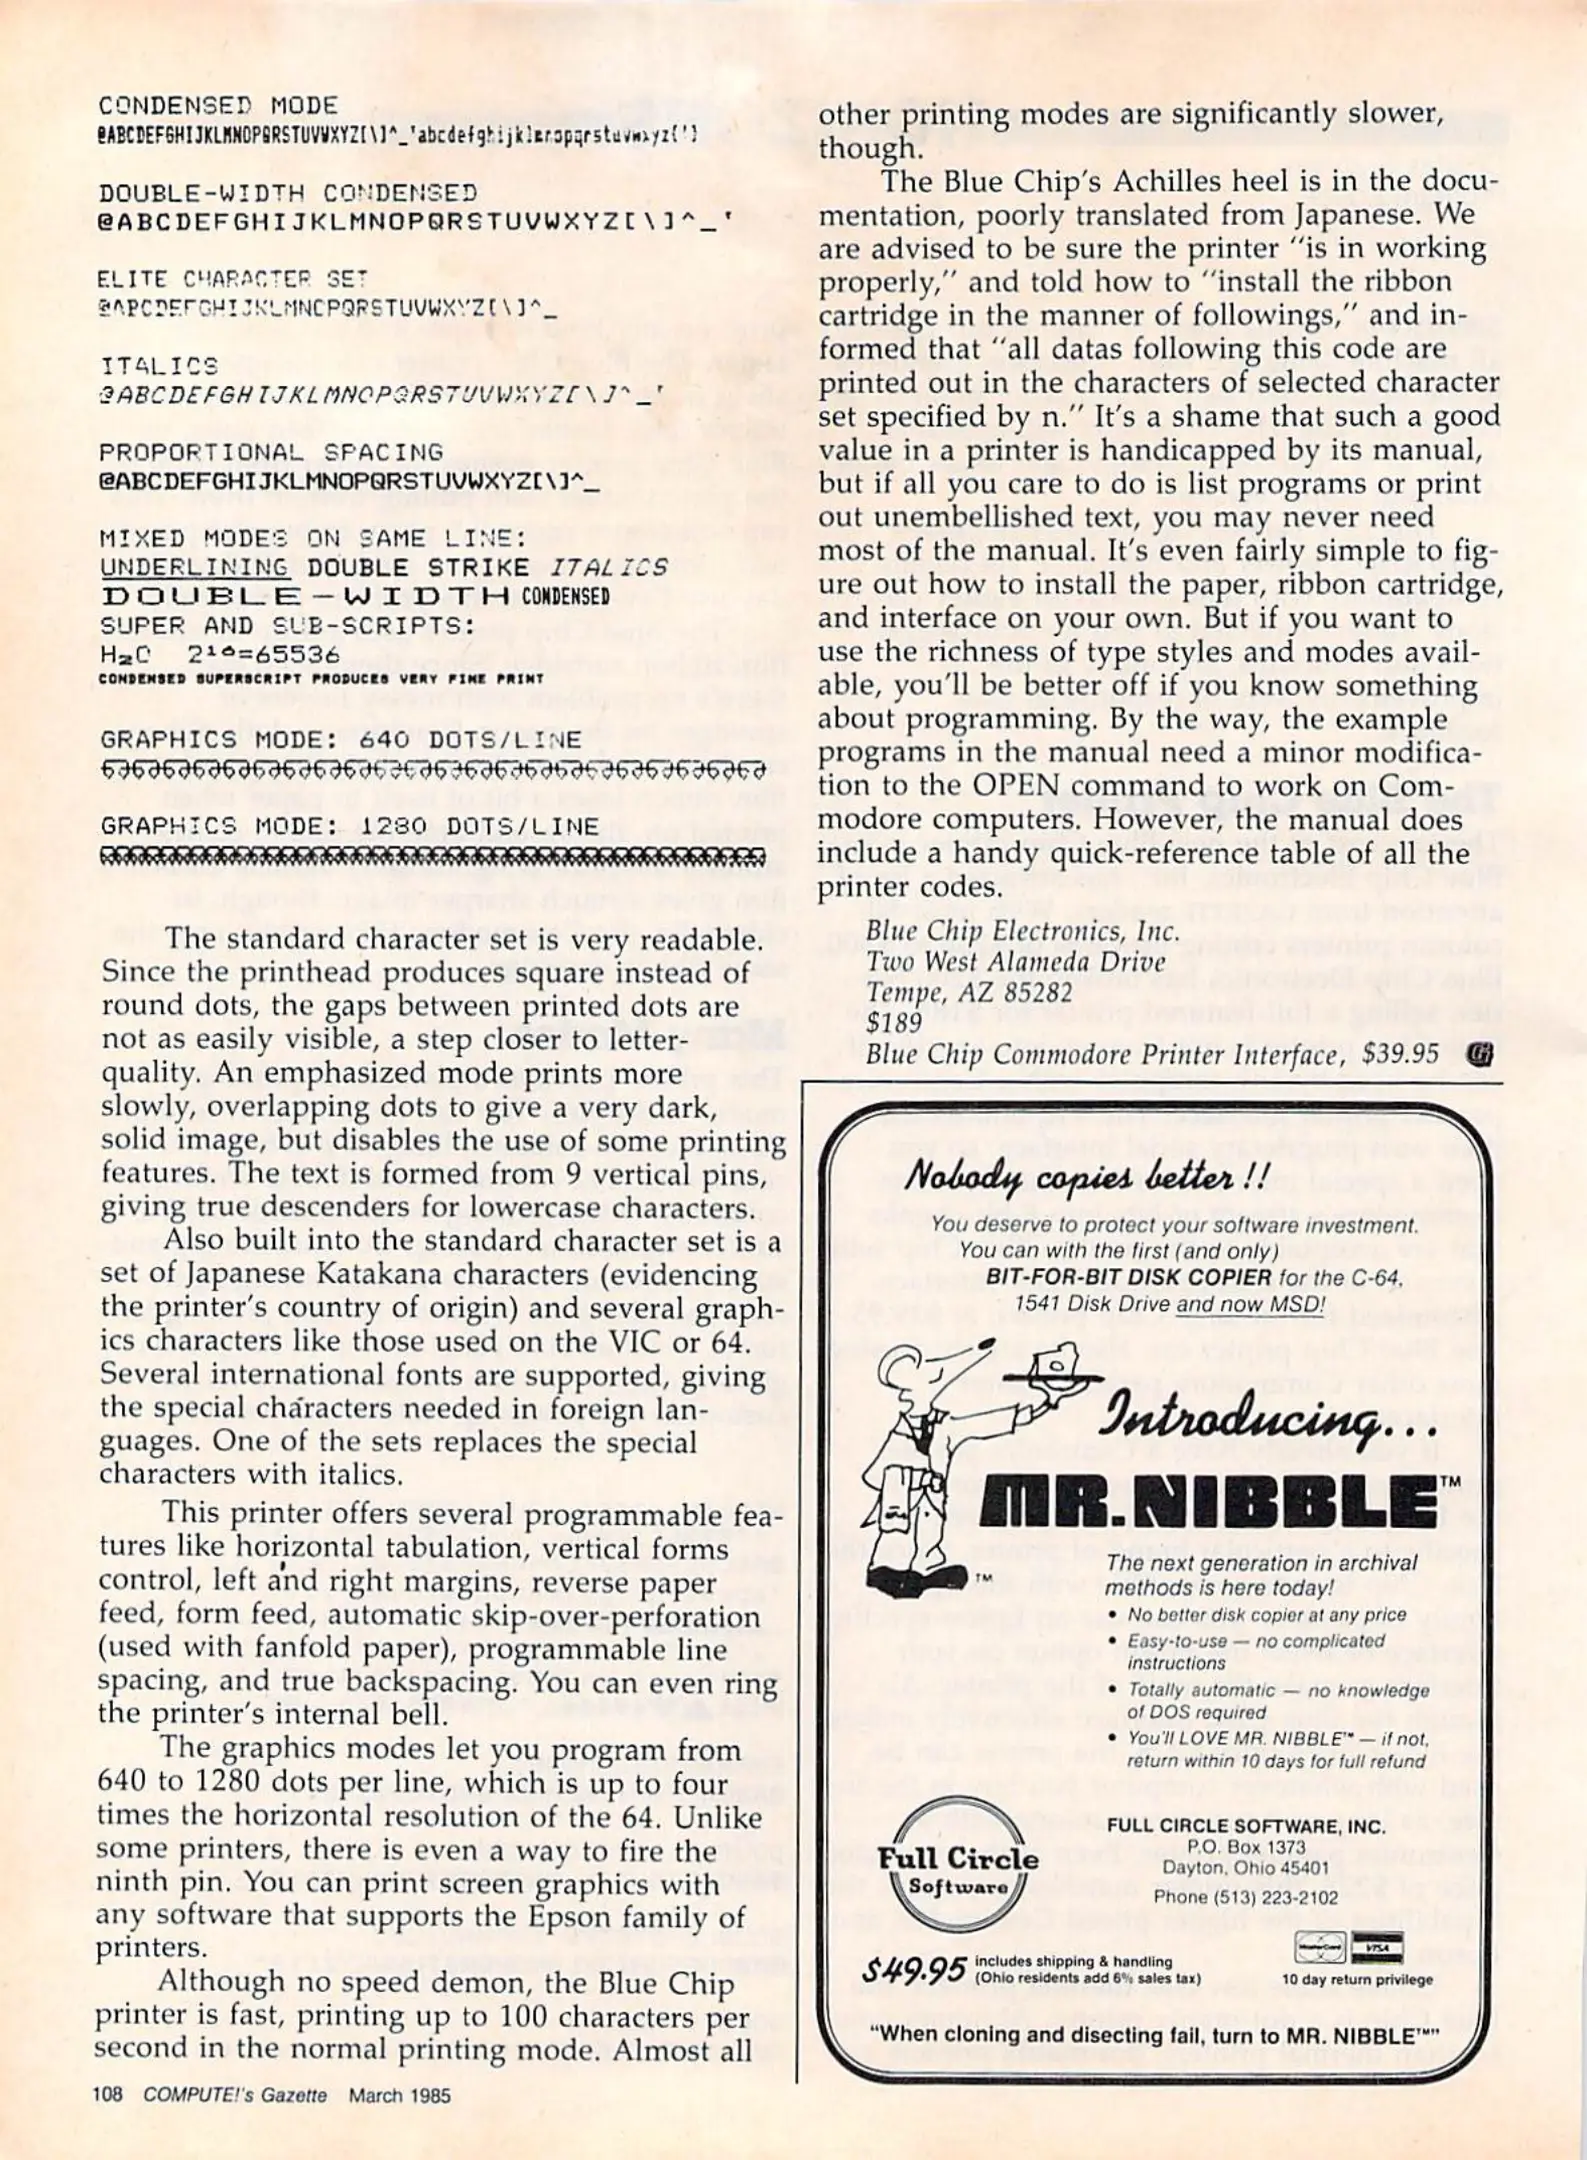 CONDENSED MODE
@ABCDEFGHIJKLMNOPQRSTUVWXYZ[\]^_'abcdefghijklmnopqrstuvwxyz{'}
DOUBLE-WIDTH CONDENSED
@ABCDEFGHIJKLMNOPQRSTUVWXYZ[\]^_'
ELITE CHARACTER SET
@ABCDEFGHIJKLMNOPQRSTUVWXYZ[\]^_
ITALICS
@ABCDEFGHIJKLMNOPQRSTUVWXYZ[\]^_'
PROPORTIONAL SPACING
@ABCDEFGHIJKLMNOPQRSTUVWXYZ[\]^_
MIXED MODES ON SAME LINE:
UNDERLINING DOUBLE STRIKE ITALICS
DOUBLE-WIDTH CONDENSED
SUPER AND SUB-SCRIPTS:
H₂O 2¹⁶=65536
CONDENSED SUPERSCRIPT PRODUCES VERY FINE PRINT
GRAPHICS MODE: 640 DOTS/LINE
GRAPHICS MODE: 1280 DOTS/LINE
The standard character set is very readable.
Since the printhead produces square instead of
round dots, the gaps between printed dots are
not as easily visible, a step closer to letter-
quality. An emphasized mode prints more
slowly, overlapping dots to give a very dark,
solid image, but disables the use of some printing
features. The text is formed from 9 vertical pins,
giving true descenders for lowercase characters.
Also built into the standard character set is a
set of Japanese Katakana characters (evidencing
the printer's country of origin) and several graph-
ics characters like those used on the VIC or 64.
Several international fonts are supported, giving
the special characters needed in foreign lan-
guages. One of the sets replaces the special
characters with italics.
This printer offers several programmable fea-
tures like horizontal tabulation, vertical forms
control, left and right margins, reverse paper
feed, form feed, automatic skip-over-perforation
(used with fanfold paper), programmable line
spacing, and true backspacing. You can even ring
the printer's internal bell.
The graphics modes let you program from
640 to 1280 dots per line, which is up to four
times the horizontal resolution of the 64. Unlike
some printers, there is even a way to fire the
ninth pin. You can print screen graphics with
any software that supports the Epson family of
printers.
Although no speed demon, the Blue Chip
printer is fast, printing up to 100 characters per
second in the normal printing mode. Almost all
other printing modes are significantly slower,
though.
The Blue Chip's Achilles heel is in the docu-
mentation, poorly translated from Japanese. We
are advised to be sure the printer "is in working
properly," and told how to "install the ribbon
cartridge in the manner of followings," and in-
formed that "all datas following this code are
printed out in the characters of selected character
set specified by n." It's a shame that such a good
value in a printer is handicapped by its manual,
but if all you care to do is list programs or print
out unembellished text, you may never need
most of the manual. It's even fairly simple to fig-
ure out how to install the paper, ribbon cartridge,
and interface on your own. But if you want to
use the richness of type styles and modes avail-
able, you'll be better off if you know something
about programming. By the way, the example
programs in the manual need a minor modifica-
tion to the OPEN command to work on Com-
modore computers. However, the manual does
include a handy quick-reference table of all the
printer codes.
Blue Chip Electronics, Inc.
Two West Alameda Drive
Tempe, AZ 85282
$189
Blue Chip Commodore Printer Interface, $39.95 G
Nobody copies better !!
You deserve to protect your software investment.
You can with the first (and only)
BIT-FOR-BIT DISK COPIER for the C-64,
1541 Disk Drive and now MSD!
Introducing...
MR. NIBBLE™
TM
The next generation in archival
methods is here today!
• No better disk copier at any price
• Easy-to-use — no complicated
instructions
• Totally automatic — no knowledge
of DOS required
• You'll LOVE MR. NIBBLE™ — if not,
return within 10 days for full refund
Full Circle
Software
FULL CIRCLE SOFTWARE, INC.
P.O. Box 1373
Dayton, Ohio 45401
Phone (513) 223-2102
$49.95 includes shipping & handling
(Ohio residents add 6% sales tax)
MasterCard VISA
10 day return privilege
"When cloning and disecting fail, turn to MR. NIBBLE™"
108 COMPUTE!'s Gazette March 1985